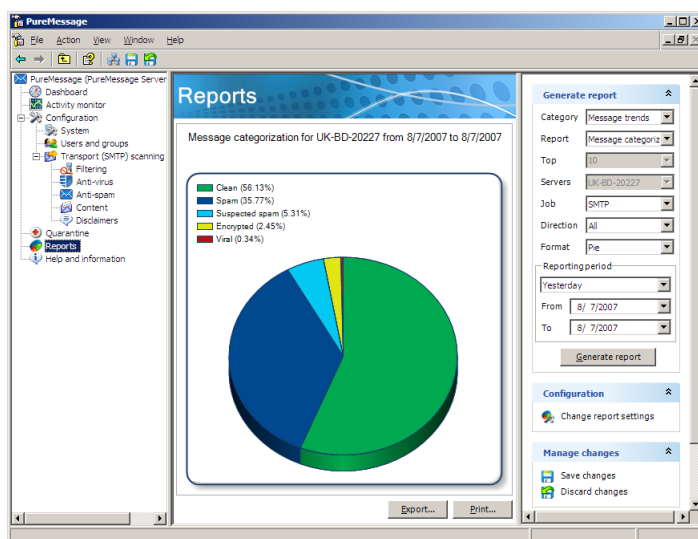 PureMessage
File Action View Window Help
PureMessage (PureMessage Server
Dashboard
Activity monitor
Configuration
System
Users and groups
Transport (SMTP) scanning
Filtering
Anti-virus
Anti-spam
Content
Disclaimers
Quarantine
Reports
Help and information
Reports
Message categorization for UK-BD-20227 from 8/7/2007 to 8/7/2007
Clean (56.13%)
Spam (35.77%)
Suspected spam (5.31%)
Encrypted (2.45%)
Viral (0.34%)
Export...
Print...
Generate report
Category Message trends
Report Message categoriz
Top 10
Servers UK-BD-20227
Job SMTP
Direction All
Format Pie
Reporting period
Yesterday
From 8/ 7/2007
To 8/ 7/2007
Generate report
Configuration
Change report settings
Manage changes
Save changes
Discard changes